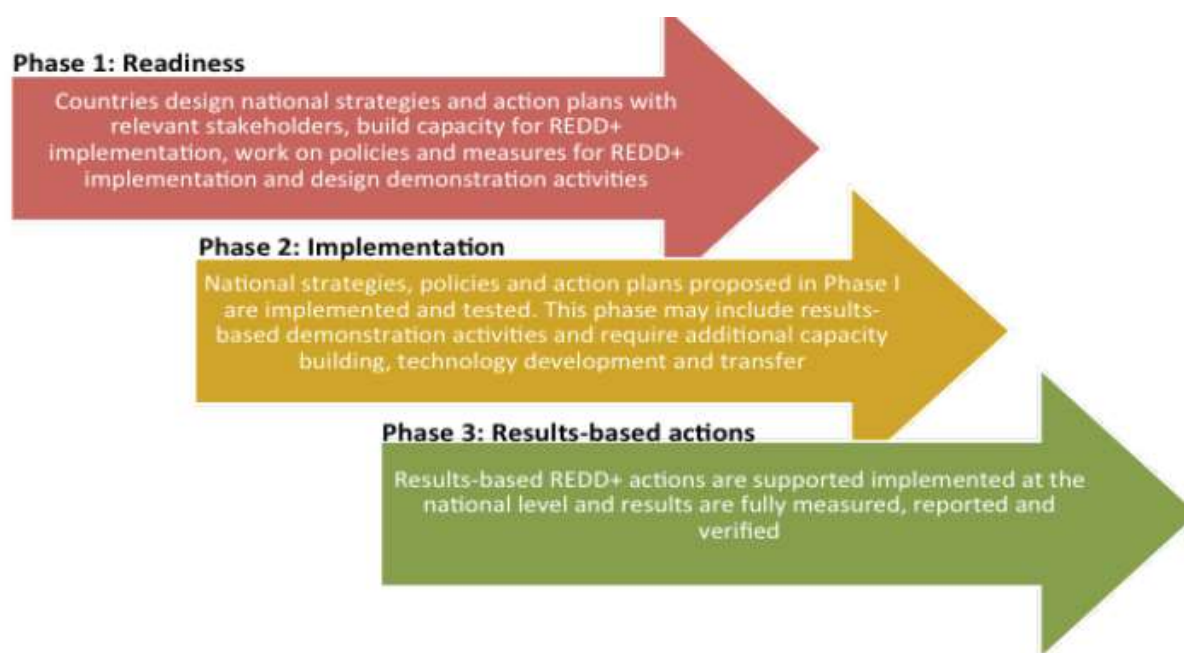 Phase 1: Readiness
Countries design national strategies and action plans with
relevant stakeholders, build capacity for REDD+
implementation, work on policies and measures for REDD+
implementation and design demonstration activities
Phase 2: Implementation
National strategies, policies and action plans proposed in Phase I
are implemented and tested. This phase may include results-
based demonstration activities and require additional capacity
building, technology development and transfer
Phase 3: Results-based actions
Results-based REDD+ actions are supported implemented at the
national level and results are fully measured, reported and
verified